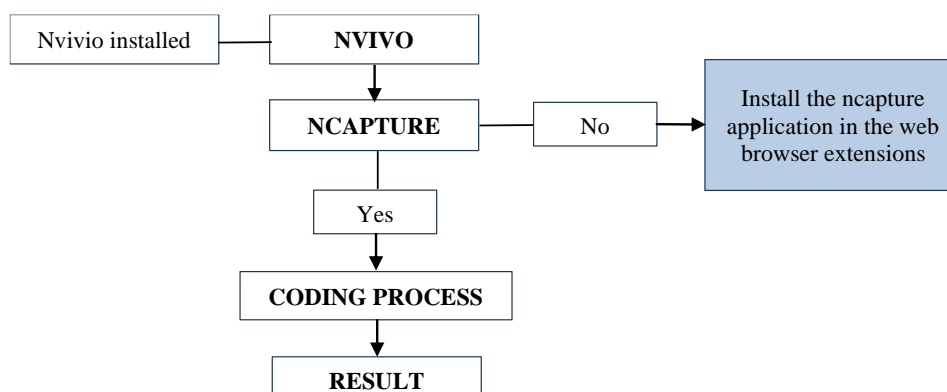 Nvivio installed
NVIVO
NCAPTURE
No
Install the ncapture
application in the web
browser extensions
Yes
CODING PROCESS
RESULT